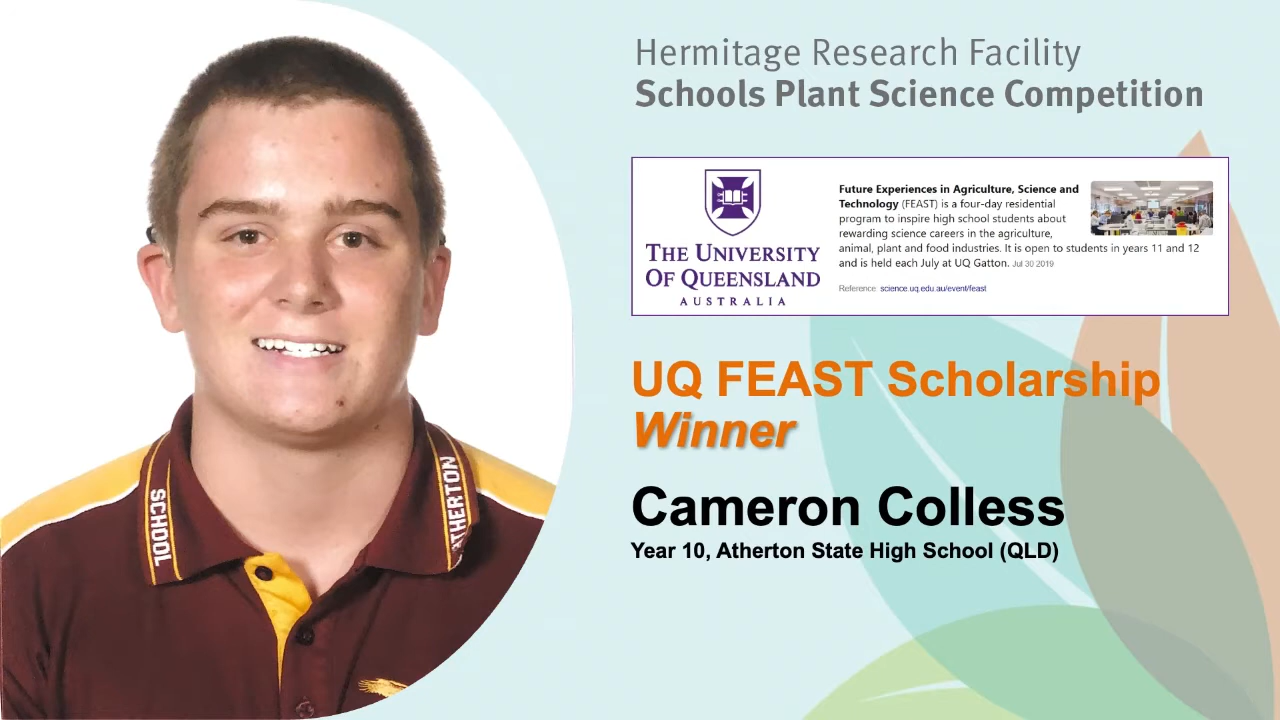 Hermitage Research Facility
Schools Plant Science Competition
THE UNIVERSITY
OF QUEENSLAND
AUSTRALIA
Future Experiences in Agriculture, Science and
Technology (FEAST) is a four-day residential
program to inspire high school students about
rewarding science careers in the agriculture,
animal, plant and food industries. It is open to students in years 11 and 12
and is held each July at UQ Gatton. Jul 30 2019
Reference: science.uq.edu.au/event/feast
UQ FEAST Scholarship
Winner
Cameron Colless
Year 10, Atherton State High School (QLD)
SCHOOL
ATHERTON